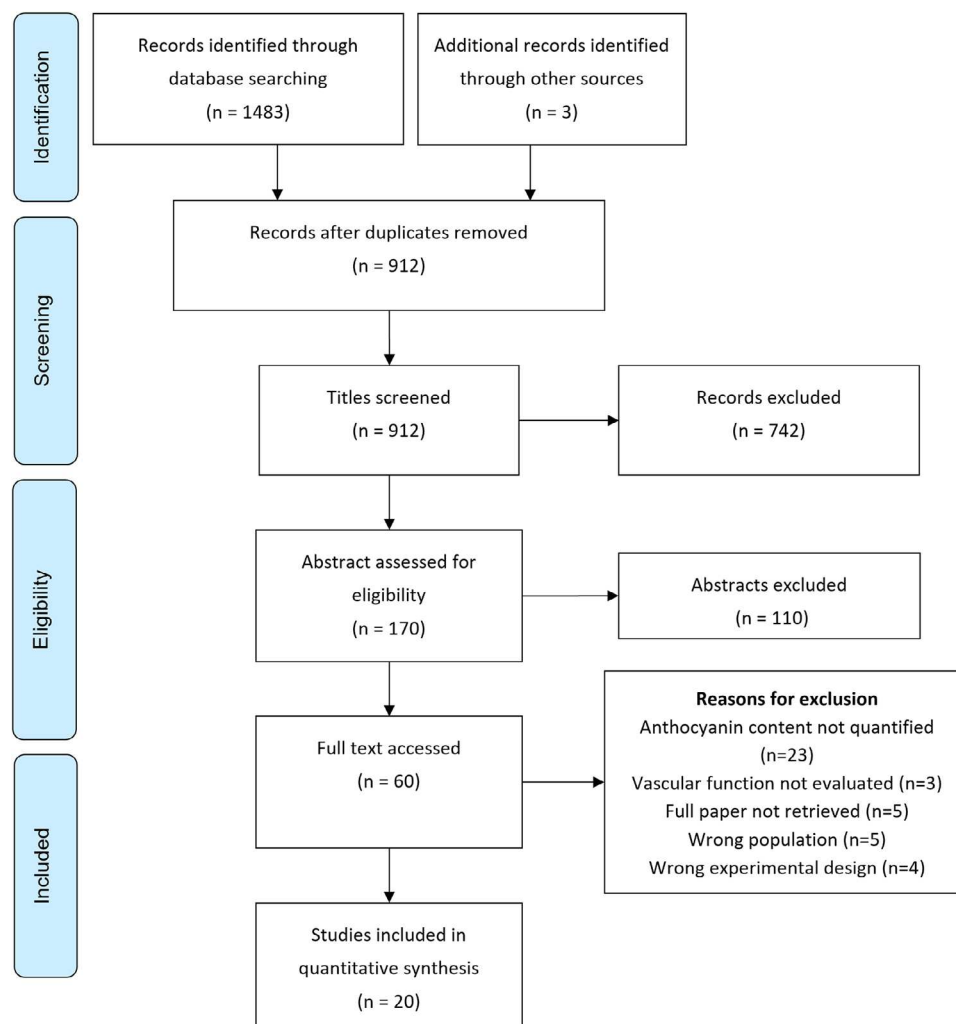 Identification
Records identified through
database searching
(n = 1483)
Additional records identified
through other sources
(n = 3)
Screening
Records after duplicates removed
(n = 912)
Titles screened
(n = 912)
Records excluded
(n = 742)
Eligibility
Abstract assessed for
eligibility
(n = 170)
Abstracts excluded
(n = 110)
Full text accessed
(n = 60)
Reasons for exclusion
Anthocyanin content not quantified
(n=23)
Vascular function not evaluated (n=3)
Full paper not retrieved (n=5)
Wrong population (n=5)
Wrong experimental design (n=4)
Included
Studies included in
quantitative synthesis
(n = 20)